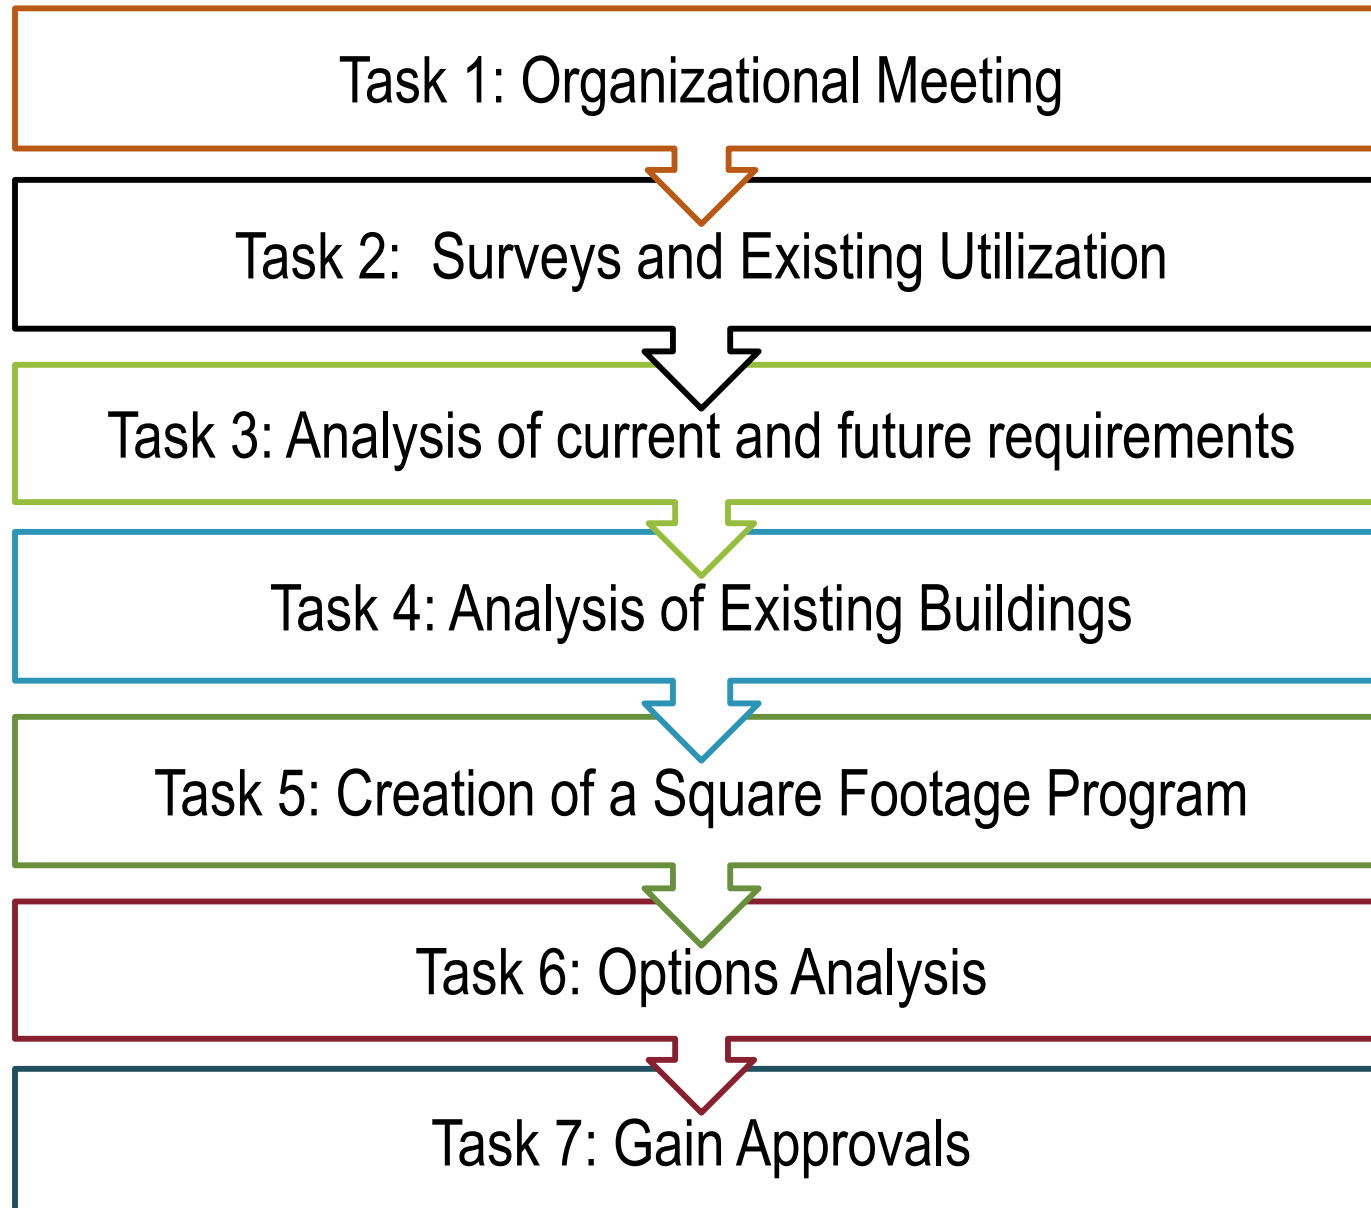 Task 1: Organizational Meeting
Task 2:  Surveys and Existing Utilization
Task 3: Analysis of current and future requirements
Task 4: Analysis of Existing Buildings
Task 5: Creation of a Square Footage Program
Task 6: Options Analysis
Task 7: Gain Approvals